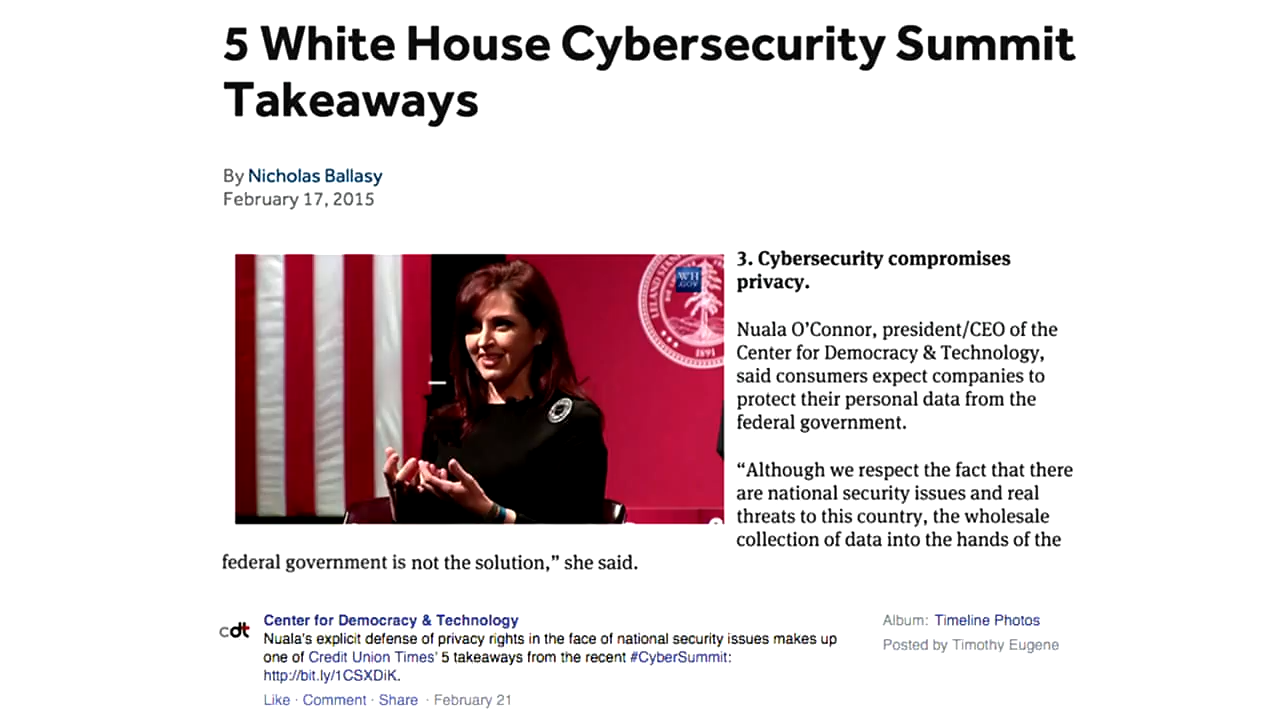 5 White House Cybersecurity Summit
Takeaways
By Nicholas Ballasy
February 17, 2015
WH
.GOV
LELAND STAN
1891
3. Cybersecurity compromises
privacy.
Nuala O’Connor, president/CEO of the
Center for Democracy & Technology,
said consumers expect companies to
protect their personal data from the
federal government.
“Although we respect the fact that there
are national security issues and real
threats to this country, the wholesale
collection of data into the hands of the
federal government is not the solution,” she said.
cdt
Center for Democracy & Technology
Nuala's explicit defense of privacy rights in the face of national security issues makes up
one of Credit Union Times' 5 takeaways from the recent #CyberSummit:
http://bit.ly/1CSXDiK.
Like · Comment · Share · February 21
Album: Timeline Photos
Posted by Timothy Eugene